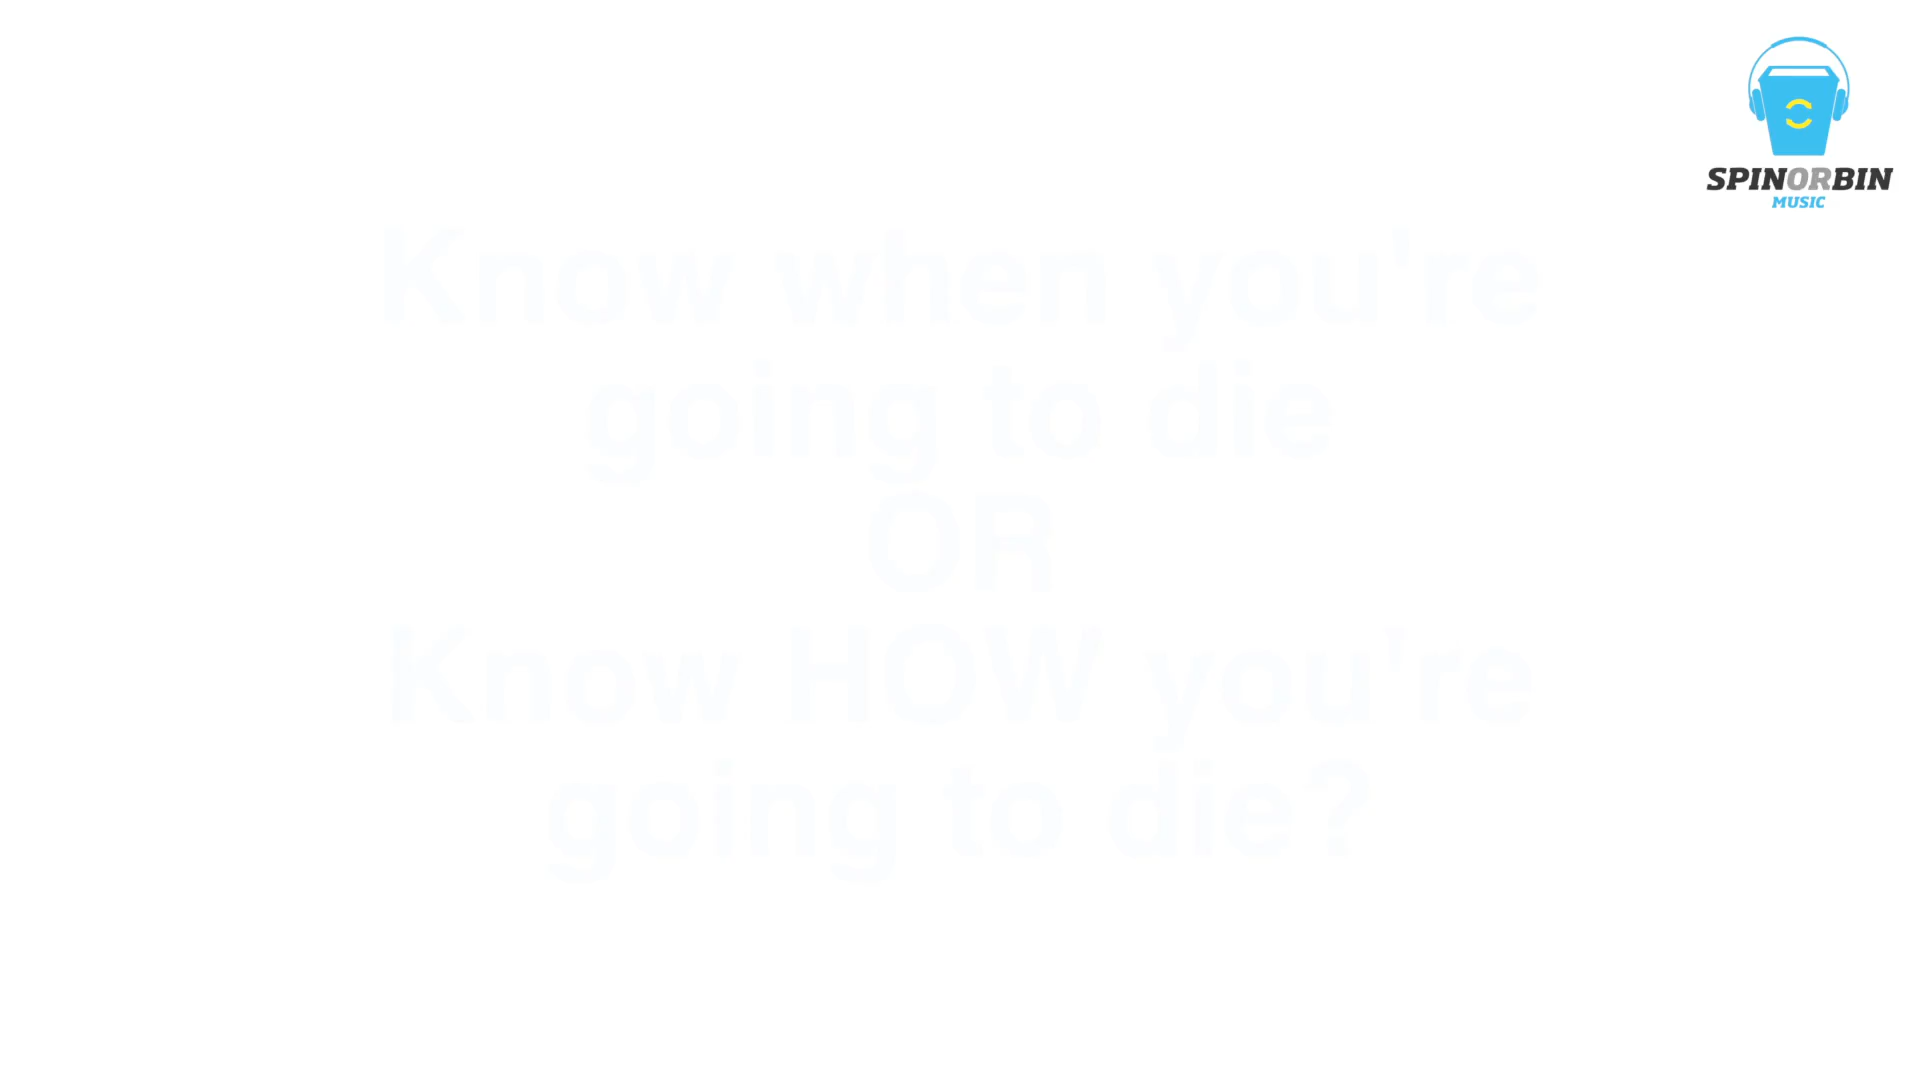 SPINORBIN
MUSIC
Know when you're
going to die
OR
Know HOW you're
going to die?